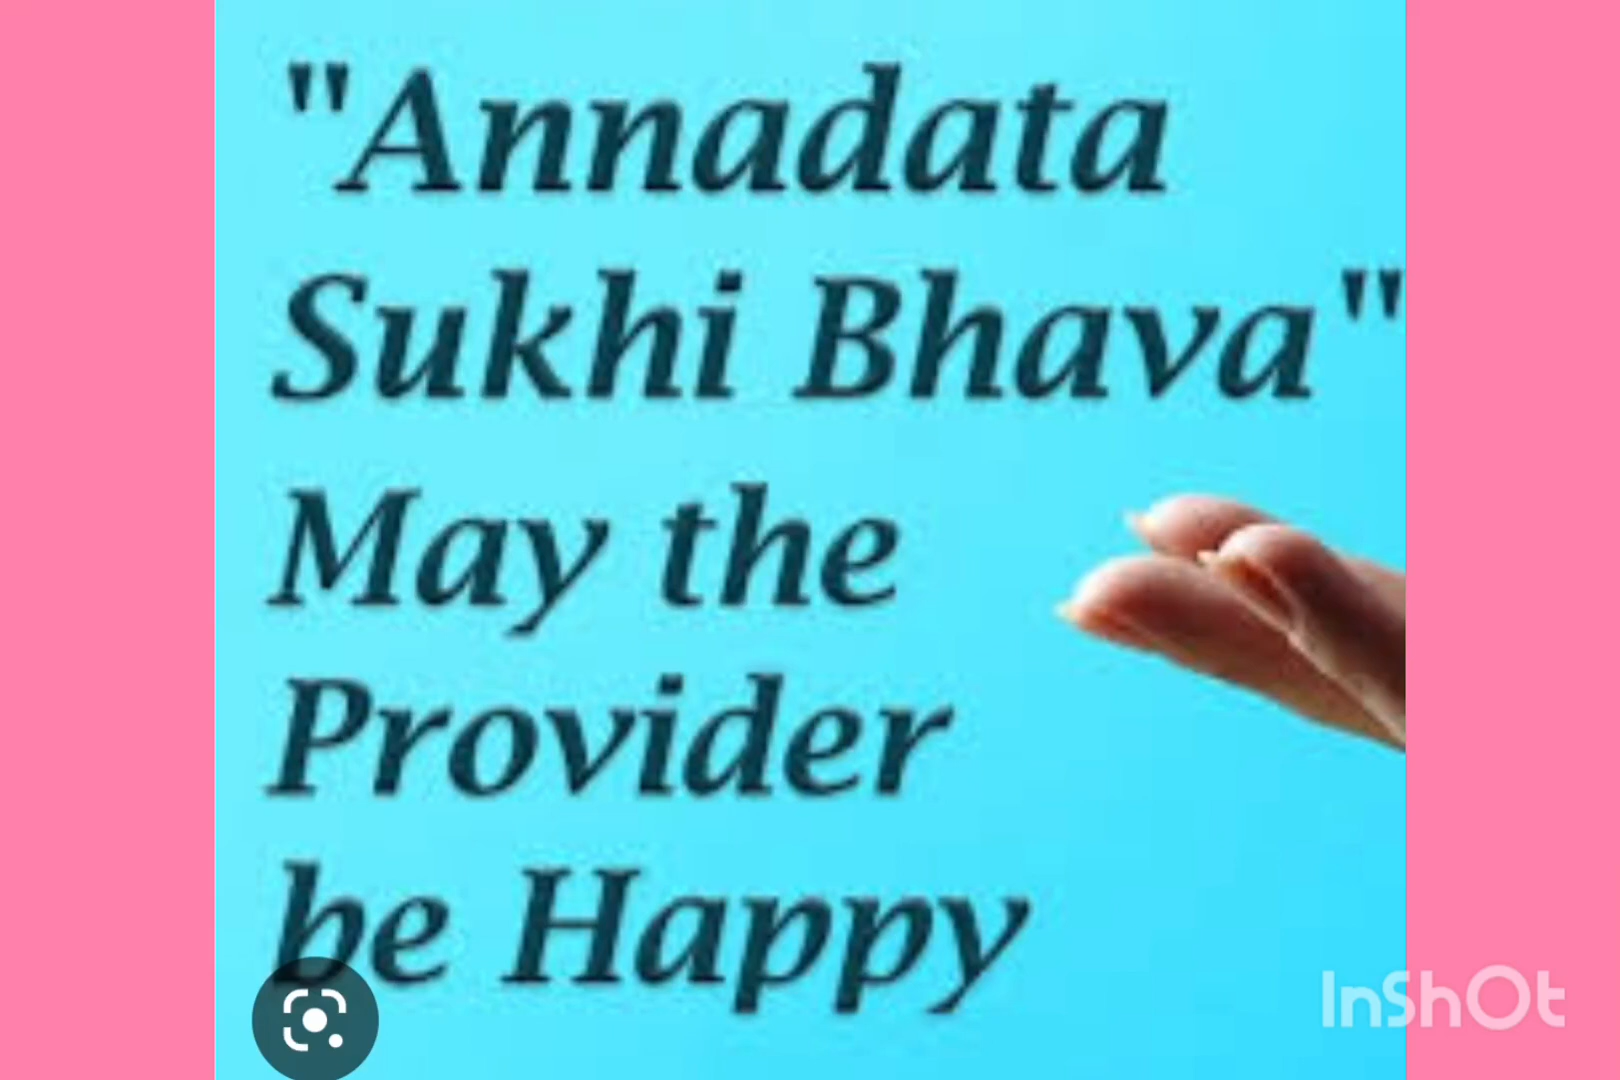 "Annadata
Sukhi Bhava"
May the
Provider
be Happy
InShOt